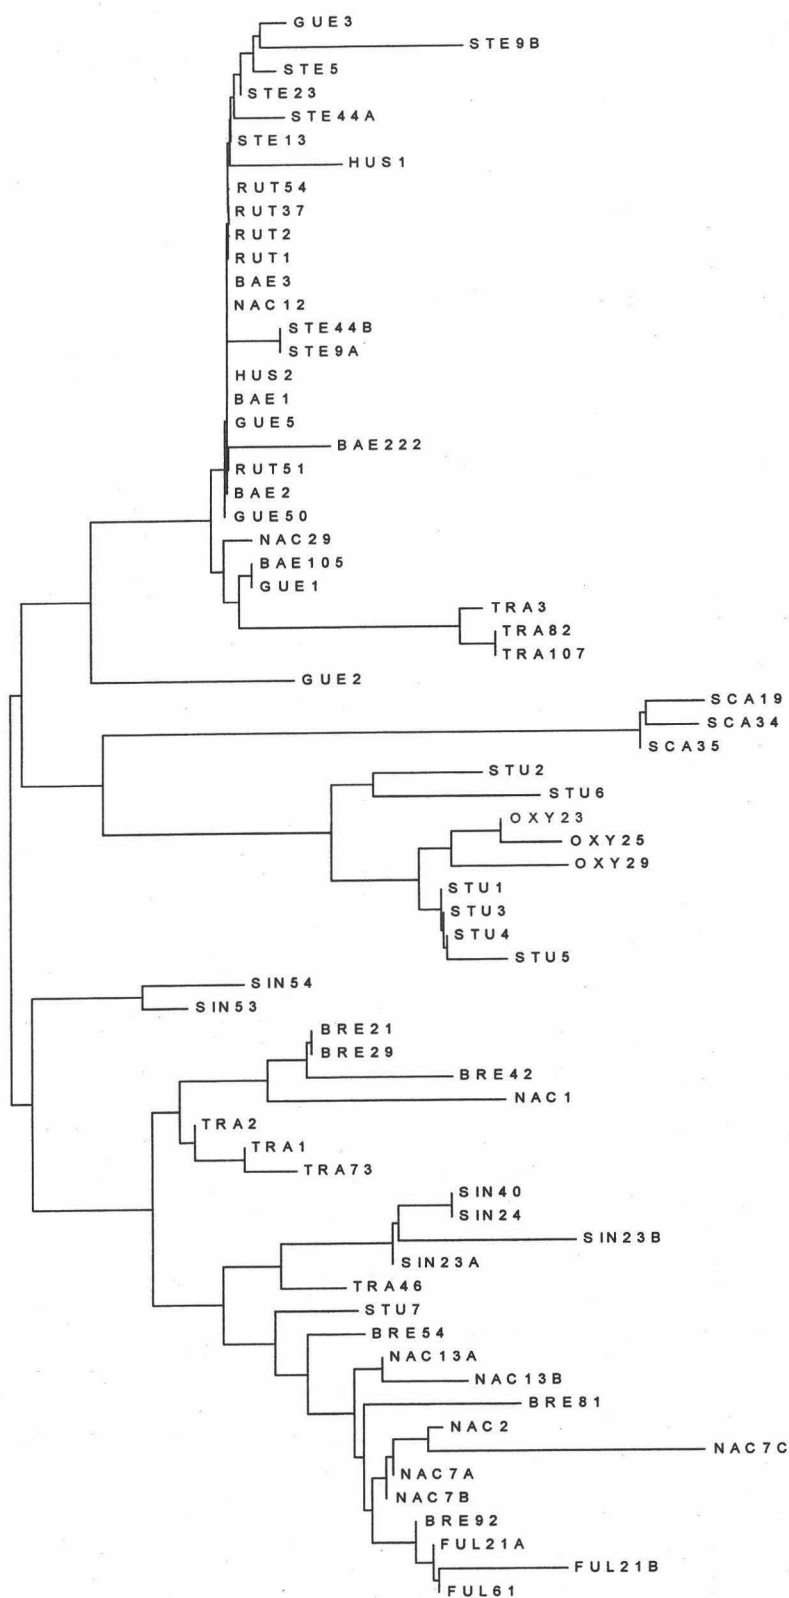 GUE3
STE9B
STE5
STE23
STE44A
STE13
HUS1
RUT54
RUT37
RUT2
RUT1
BAE3
NAC12
STE44B
STE9A
HUS2
BAE1
GUE5
BAE222
RUT51
BAE2
GUE50
NAC29
BAE105
GUE1
TRA3
TRA82
TRA107
GUE2
SCA19
SCA34
SCA35
STU2
STU6
OXY23
OXY25
OXY29
STU1
STU3
STU4
STU5
SIN54
SIN53
BRE21
BRE29
BRE42
NAC1
TRA2
TRA1
TRA73
SIN40
SIN24
SIN23B
SIN23A
TRA46
STU7
BRE54
NAC13A
NAC13B
BRE81
NAC2
NAC7C
NAC7A
NAC7B
BRE92
FUL21A
FUL21B
FUL61